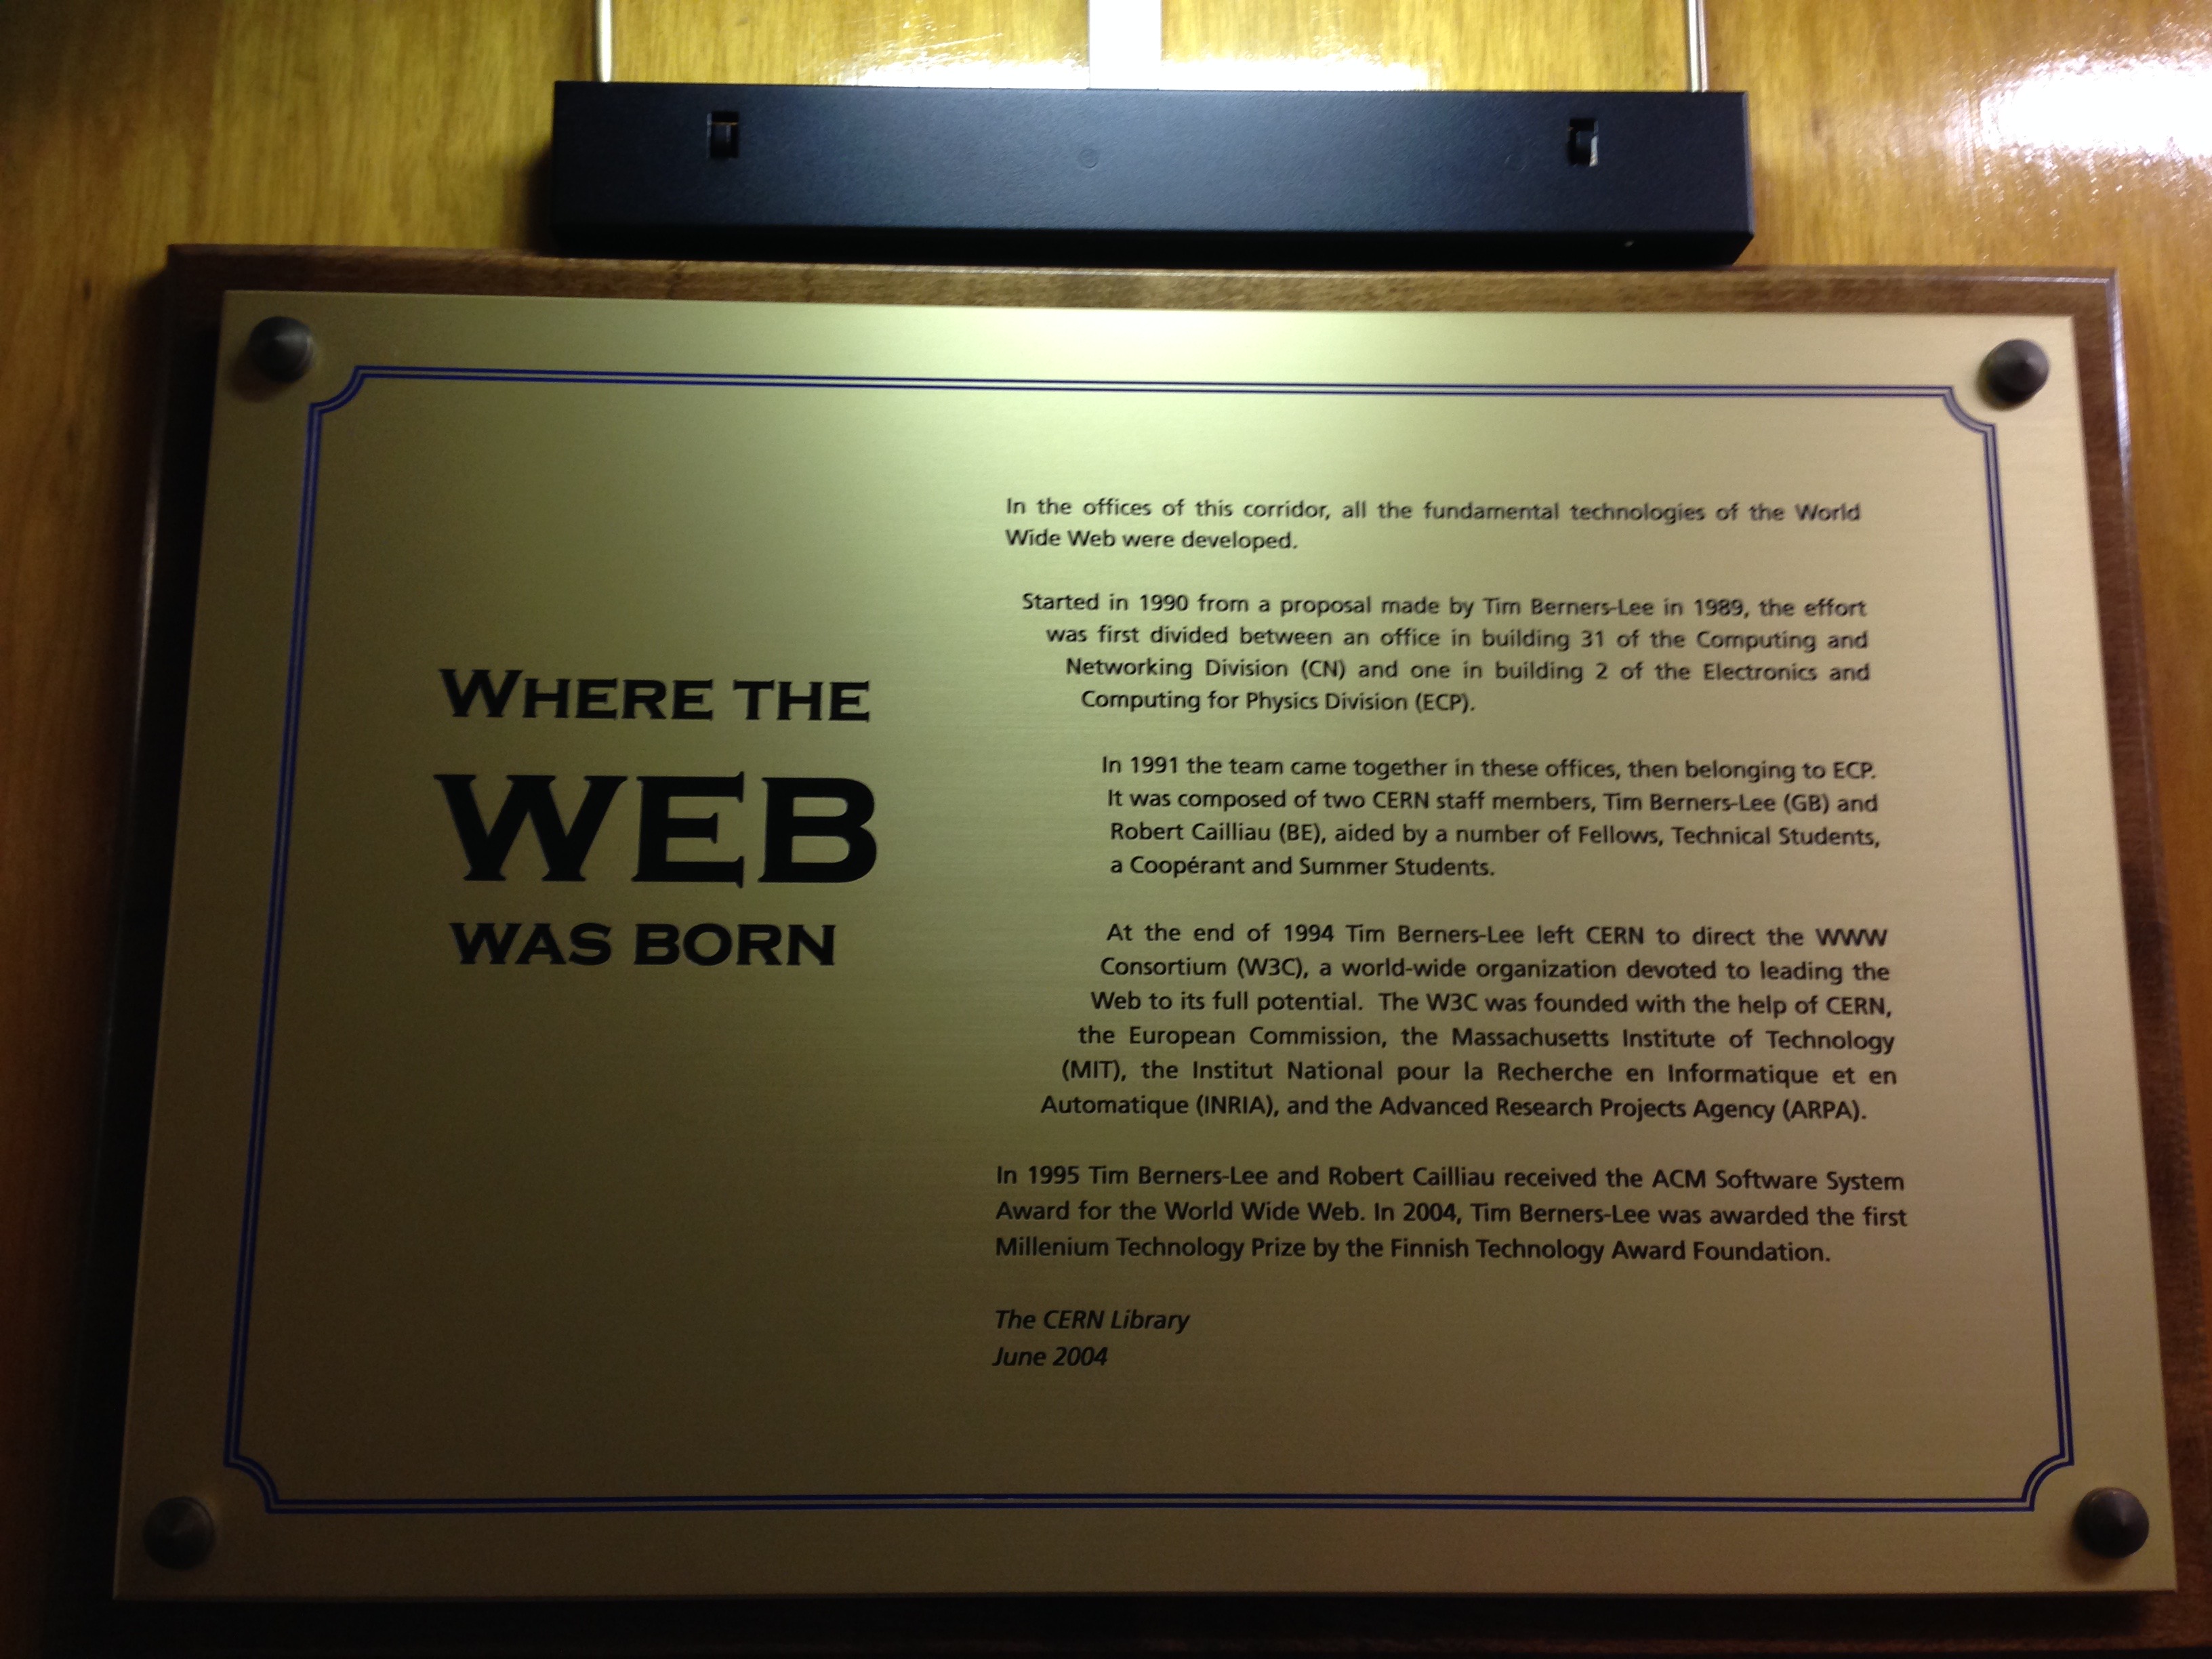 WHERE THE
WEB
WAS BORN
In the offices of this corridor, all the fundamental technologies of the World
Wide Web were developed.
Started in 1990 from a proposal made by Tim Berners-Lee in 1989, the effort
was first divided between an office in building 31 of the Computing and
Networking Division (CN) and one in building 2 of the Electronics and
Computing for Physics Division (ECP).
In 1991 the team came together in these offices, then belonging to ECP.
It was composed of two CERN staff members, Tim Berners-Lee (GB) and
Robert Cailliau (BE), aided by a number of Fellows, Technical Students,
a Coopérant and Summer Students.
At the end of 1994 Tim Berners-Lee left CERN to direct the WWW
Consortium (W3C), a world-wide organization devoted to leading the
Web to its full potential. The W3C was founded with the help of CERN,
the European Commission, the Massachusetts Institute of Technology
(MIT), the Institut National pour la Recherche en Informatique et en
Automatique (INRIA), and the Advanced Research Projects Agency (ARPA).
In 1995 Tim Berners-Lee and Robert Cailliau received the ACM Software System
Award for the World Wide Web. In 2004, Tim Berners-Lee was awarded the first
Millenium Technology Prize by the Finnish Technology Award Foundation.
The CERN Library
June 2004